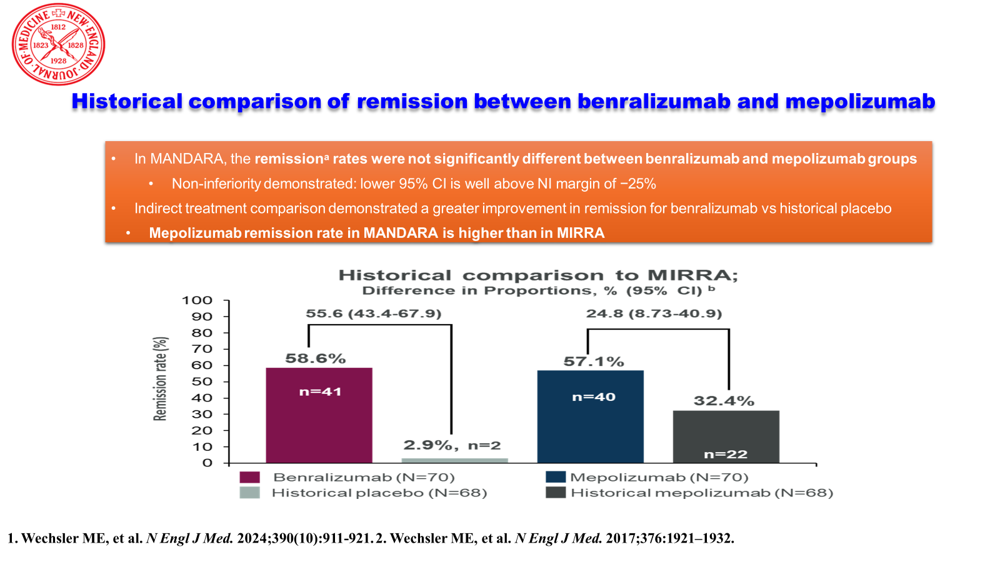 NEW·ENGLAND·JOURNAL·OF·MEDICINE
1812
1823 1828
1928
Historical comparison of remission between benralizumab and mepolizumab
• In MANDARA, the remissionᵃ rates were not significantly different between benralizumab and mepolizumab groups
• Non-inferiority demonstrated: lower 95% CI is well above NI margin of −25%
• Indirect treatment comparison demonstrated a greater improvement in remission for benralizumab vs historical placebo
• Mepolizumab remission rate in MANDARA is higher than in MIRRA
Historical comparison to MIRRA;
Difference in Proportions, % (95% CI) ᵇ
Remission rate (%)
100
90
80
70
60
50
40
30
20
10
0
55.6 (43.4-67.9)
24.8 (8.73-40.9)
58.6%
n=41
2.9%, n=2
57.1%
n=40
32.4%
n=22
Benralizumab (N=70)
Mepolizumab (N=70)
Historical placebo (N=68)
Historical mepolizumab (N=68)
1. Wechsler ME, et al. N Engl J Med. 2024;390(10):911-921. 2. Wechsler ME, et al. N Engl J Med. 2017;376:1921–1932.